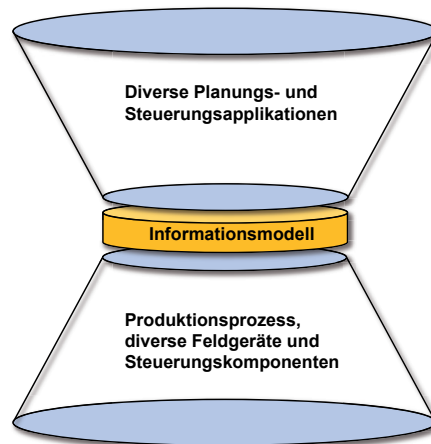 Diverse Planungs- und
Steuerungsapplikationen
Informationsmodell
Produktionsprozess,
diverse Feldgeräte und
Steuerungskomponenten